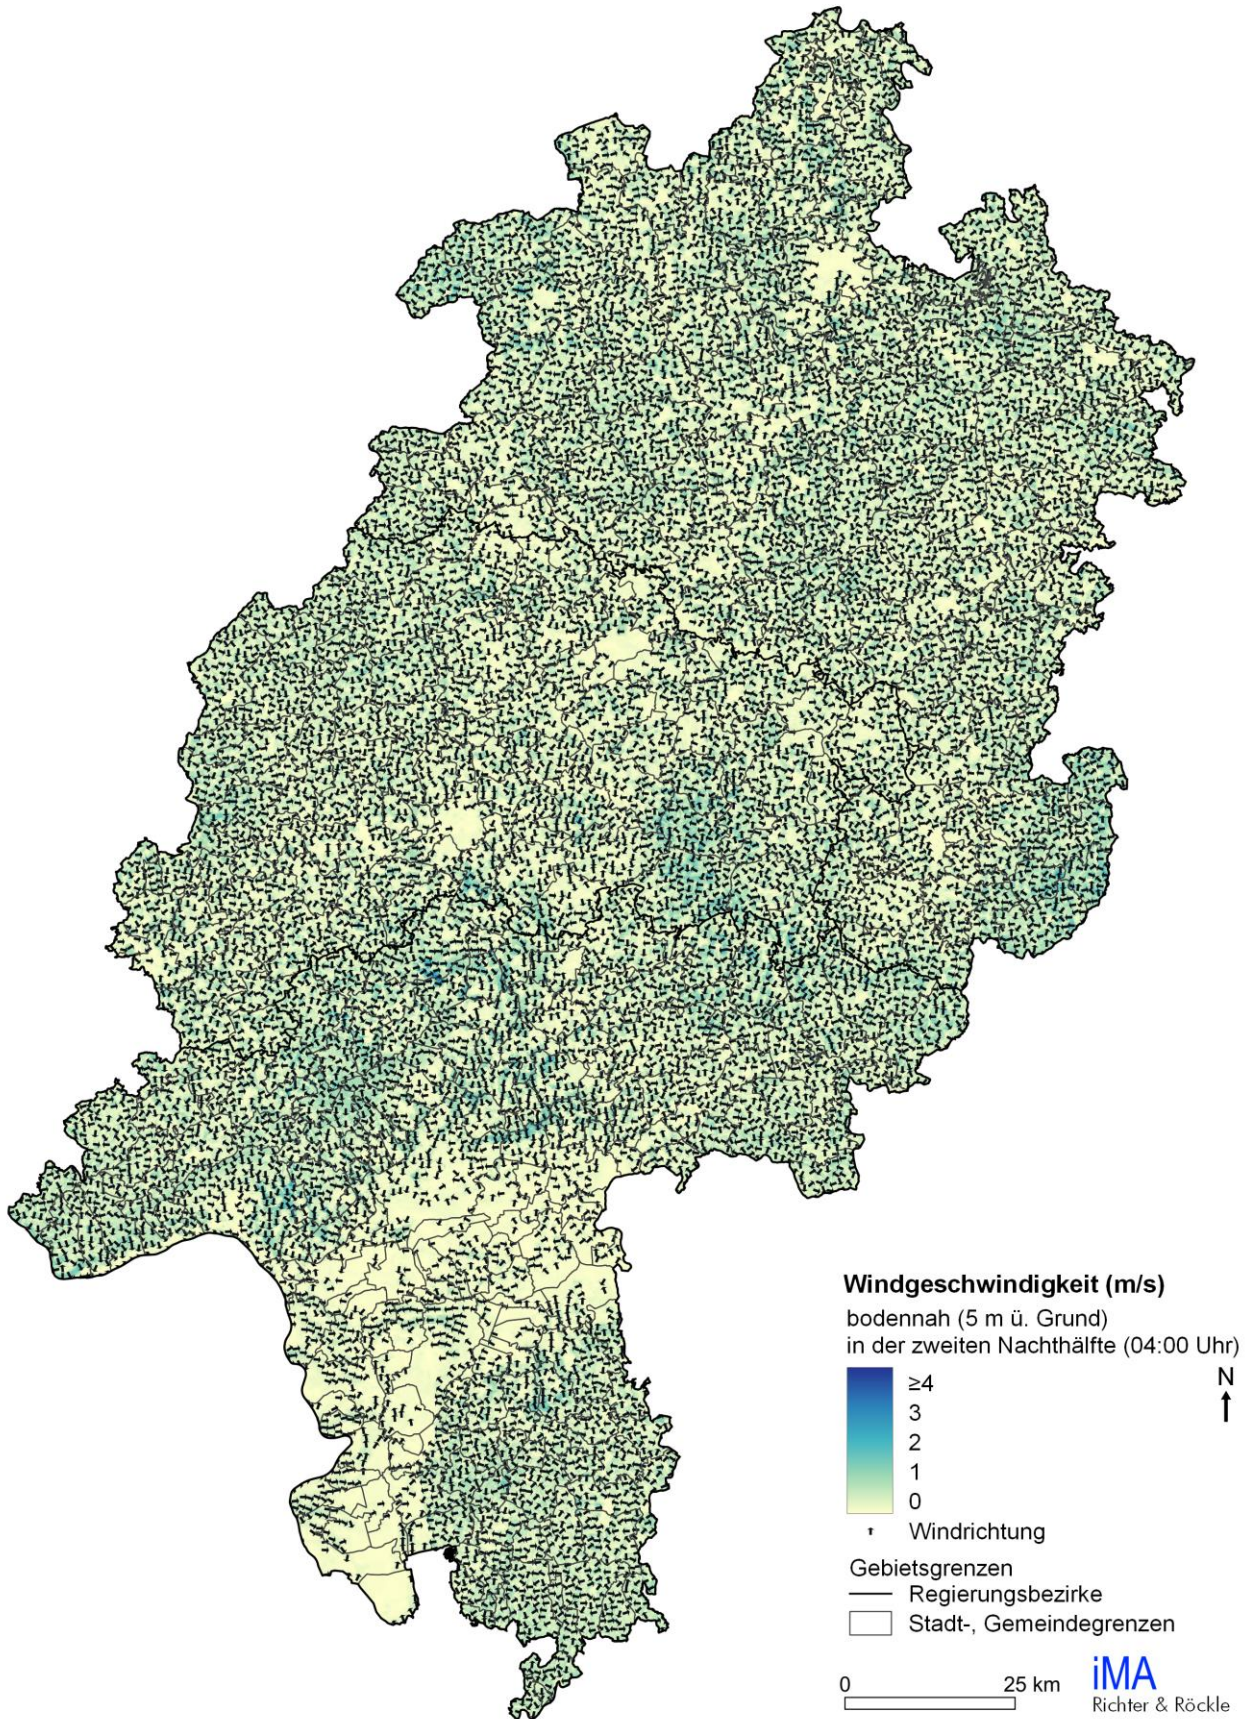 Windgeschwindigkeit (m/s)
bodennah (5 m ü. Grund)
in der zweiten Nachthälfte (04:00 Uhr)
N
≥4
3
2
1
0
Windrichtung
Gebietsgrenzen
Regierungsbezirke
Stadt-, Gemeindegrenzen
0 25 km
iMA
Richter & Röckle